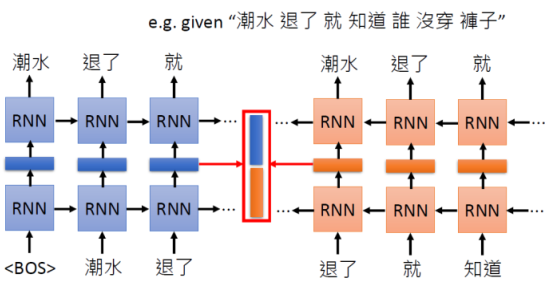 e.g. given “潮水 退了 就 知道 誰 沒穿 褲子”
潮水 退了 就 潮水 退了 就
RNN RNN RNN ... ... RNN RNN RNN ...
RNN RNN RNN ... ... RNN RNN RNN ...
<BOS> 潮水 退了 退了 就 知道